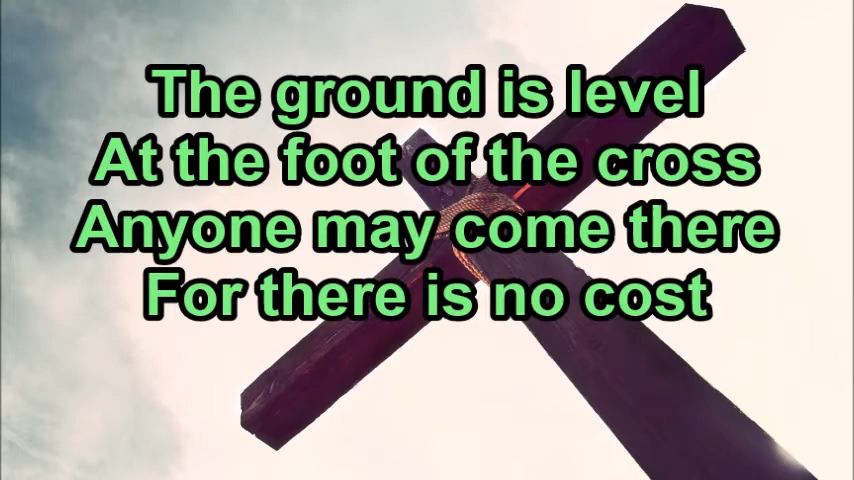 The ground is level
At the foot of the cross
Anyone may come there
For there is no cost